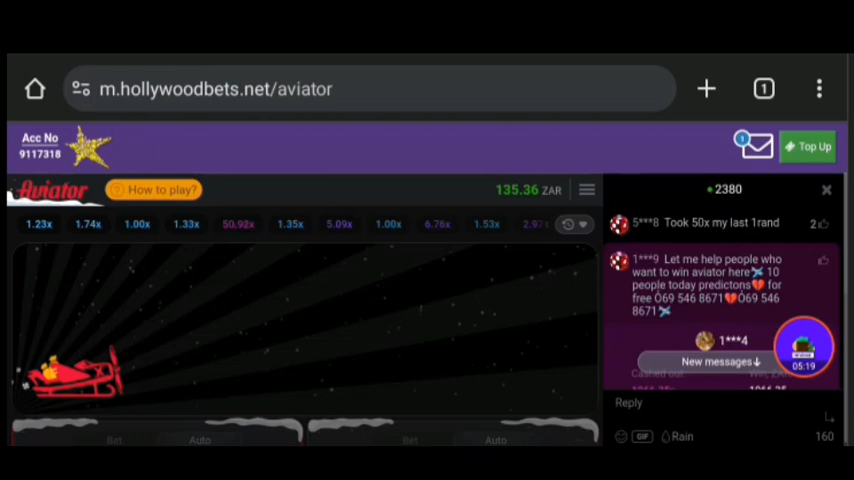 m.hollywoodbets.net/aviator
1
Acc No
9117318
1
Top Up
Aviator
? How to play?
135.36 ZAR
2380
1.23x 1.74x 1.00x 1.33x 50.92x 1.35x 5.09x 1.00x 6.76x 1.53x 2.97x
5***8 Took 50x my last 1rand
2
1***9 Let me help people who
want to win aviator here 10
people today predictons for
free Ó69 546 8671 Ó69 546
8671
1***4
New messages
Cashed out
05:19
Reply
Bet Auto
Bet Auto
GIF Rain
160